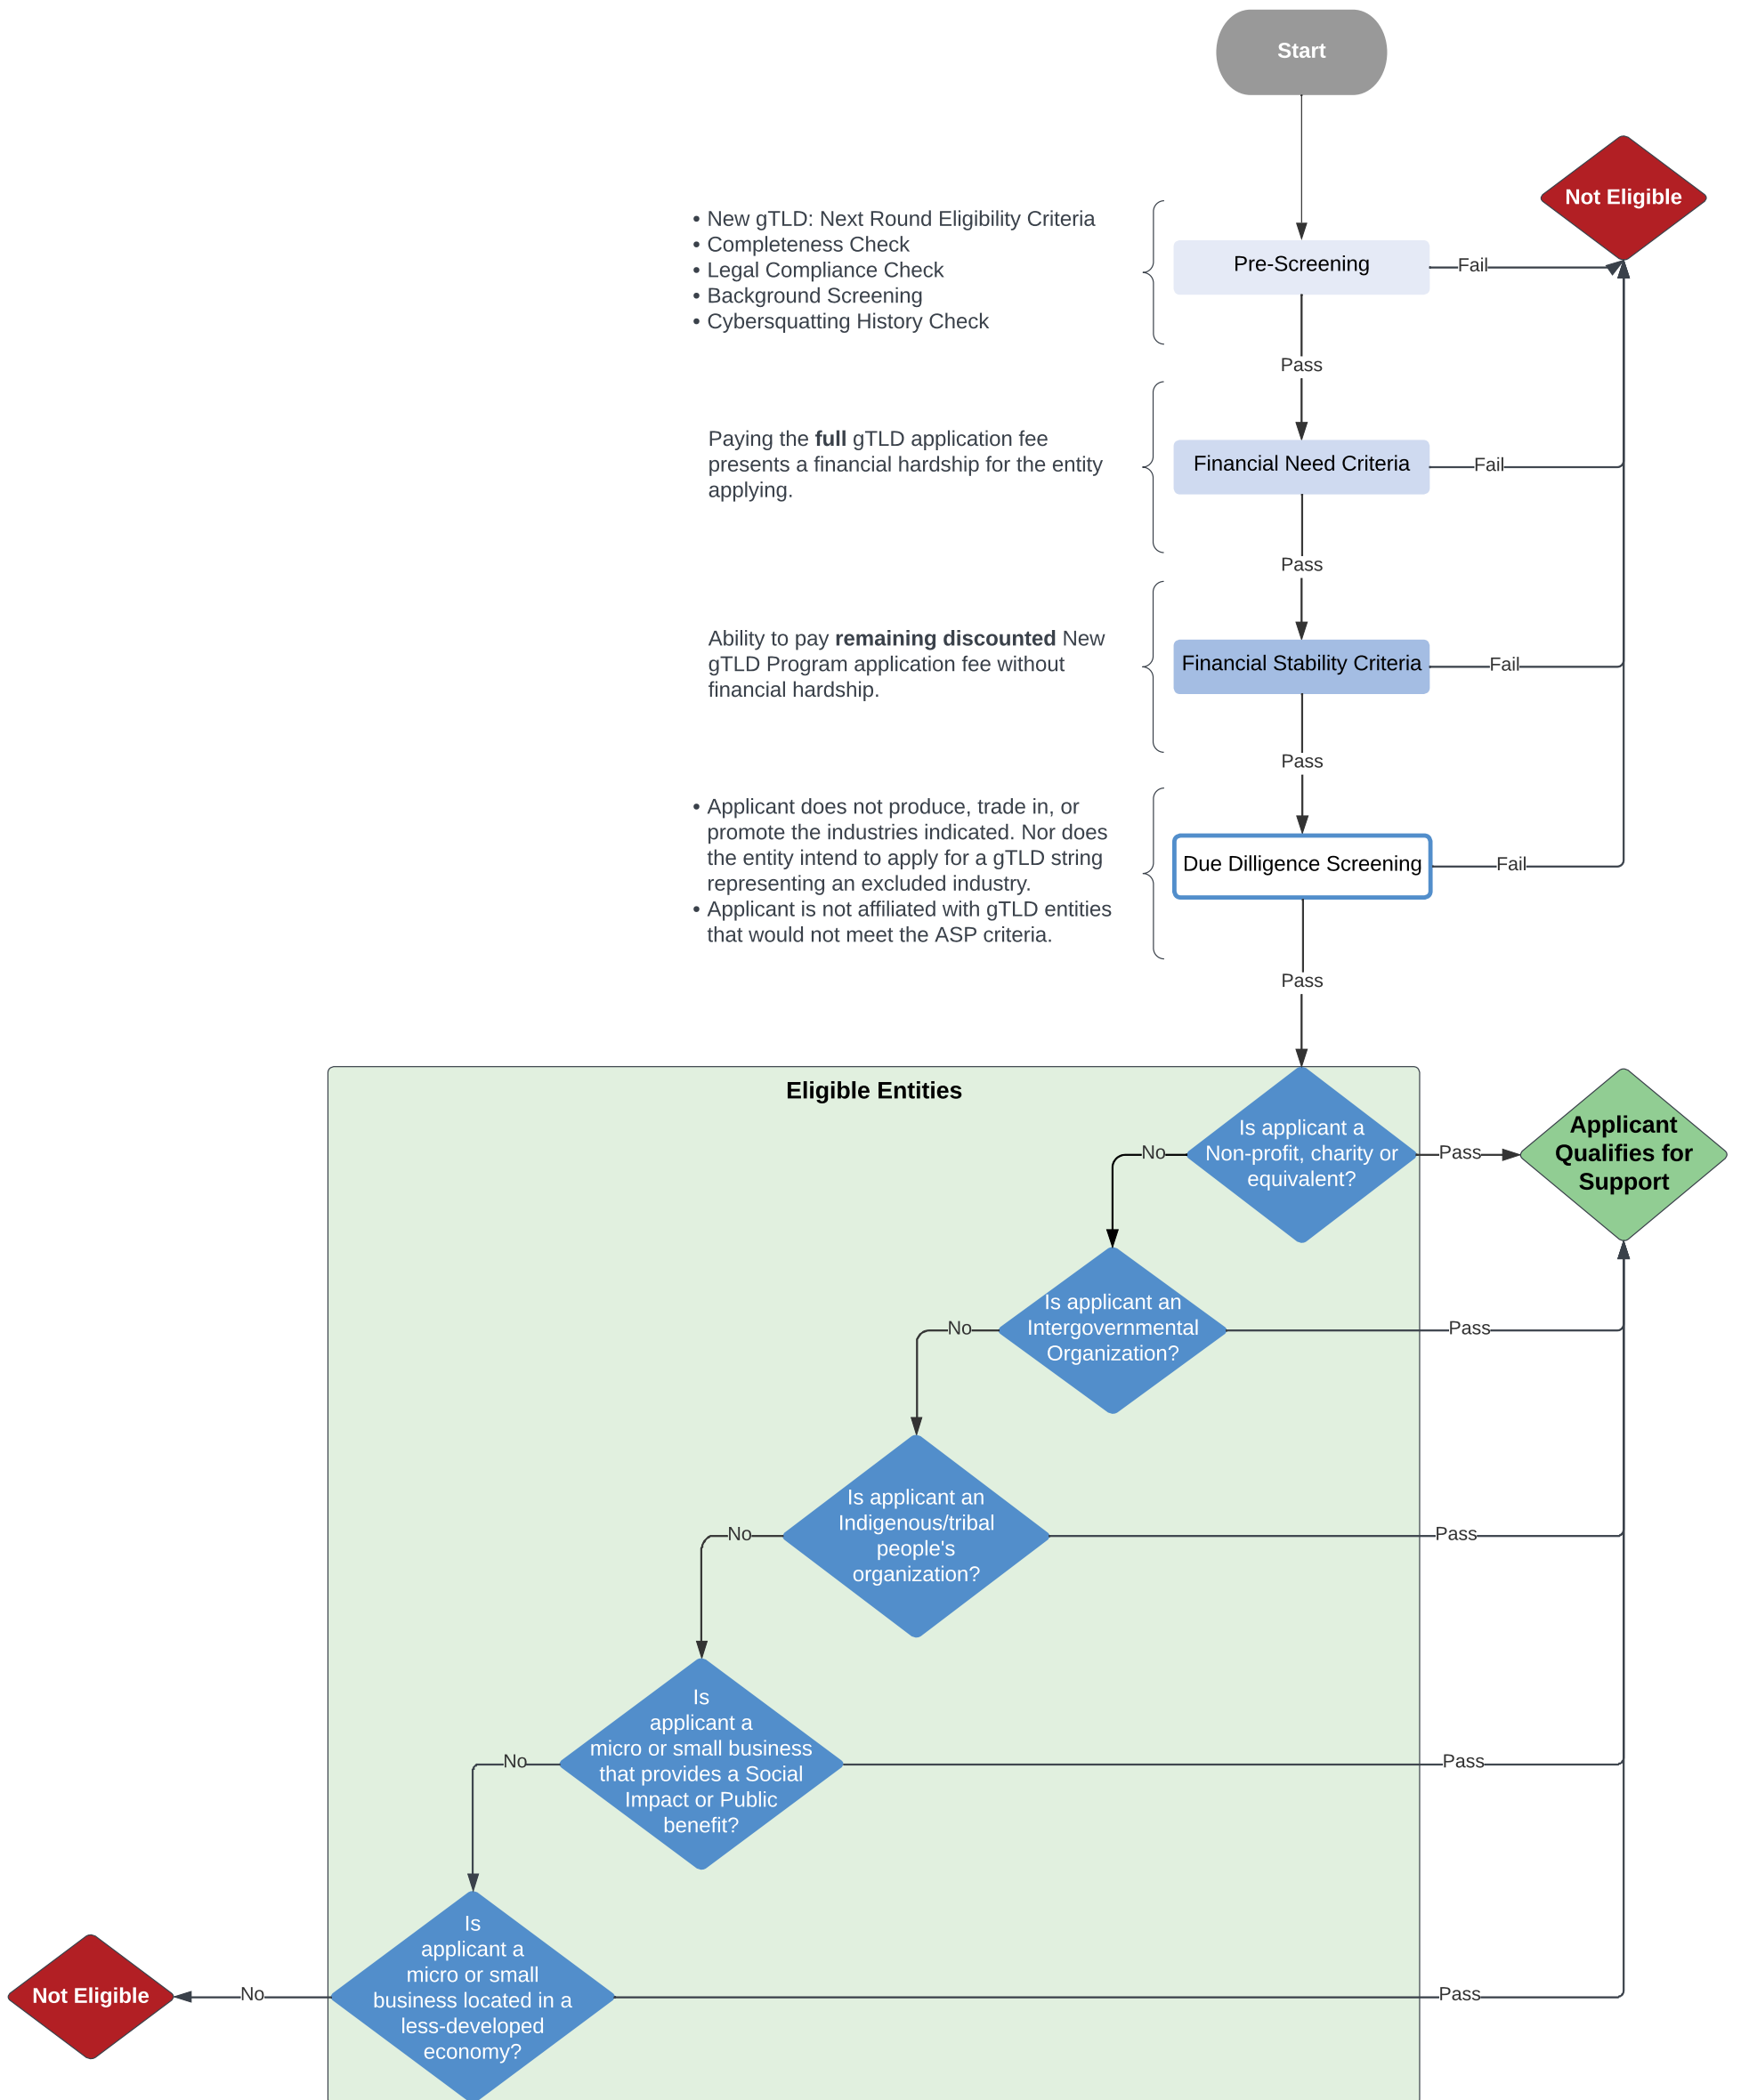 Start
Not Eligible
• New gTLD: Next Round Eligibility Criteria
• Completeness Check
• Legal Compliance Check
• Background Screening
• Cybersquatting History Check
Pre-Screening
Fail
Pass
Paying the full gTLD application fee
presents a financial hardship for the entity
applying.
Financial Need Criteria
Fail
Pass
Ability to pay remaining discounted New
gTLD Program application fee without
financial hardship.
Financial Stability Criteria
Fail
Pass
• Applicant does not produce, trade in, or
promote the industries indicated. Nor does
the entity intend to apply for a gTLD string
representing an excluded industry.
• Applicant is not affiliated with gTLD entities
that would not meet the ASP criteria.
Due Dilligence Screening
Fail
Pass
Eligible Entities
Is applicant a
Non-profit, charity or
equivalent?
No
Pass
Applicant
Qualifies for
Support
Is applicant an
Intergovernmental
Organization?
No
Pass
Is applicant an
Indigenous/tribal
people's
organization?
No
Pass
Is
applicant a
micro or small business
that provides a Social
Impact or Public
benefit?
No
Pass
Is
applicant a
micro or small
business located in a
less-developed
economy?
No
Pass
Not Eligible